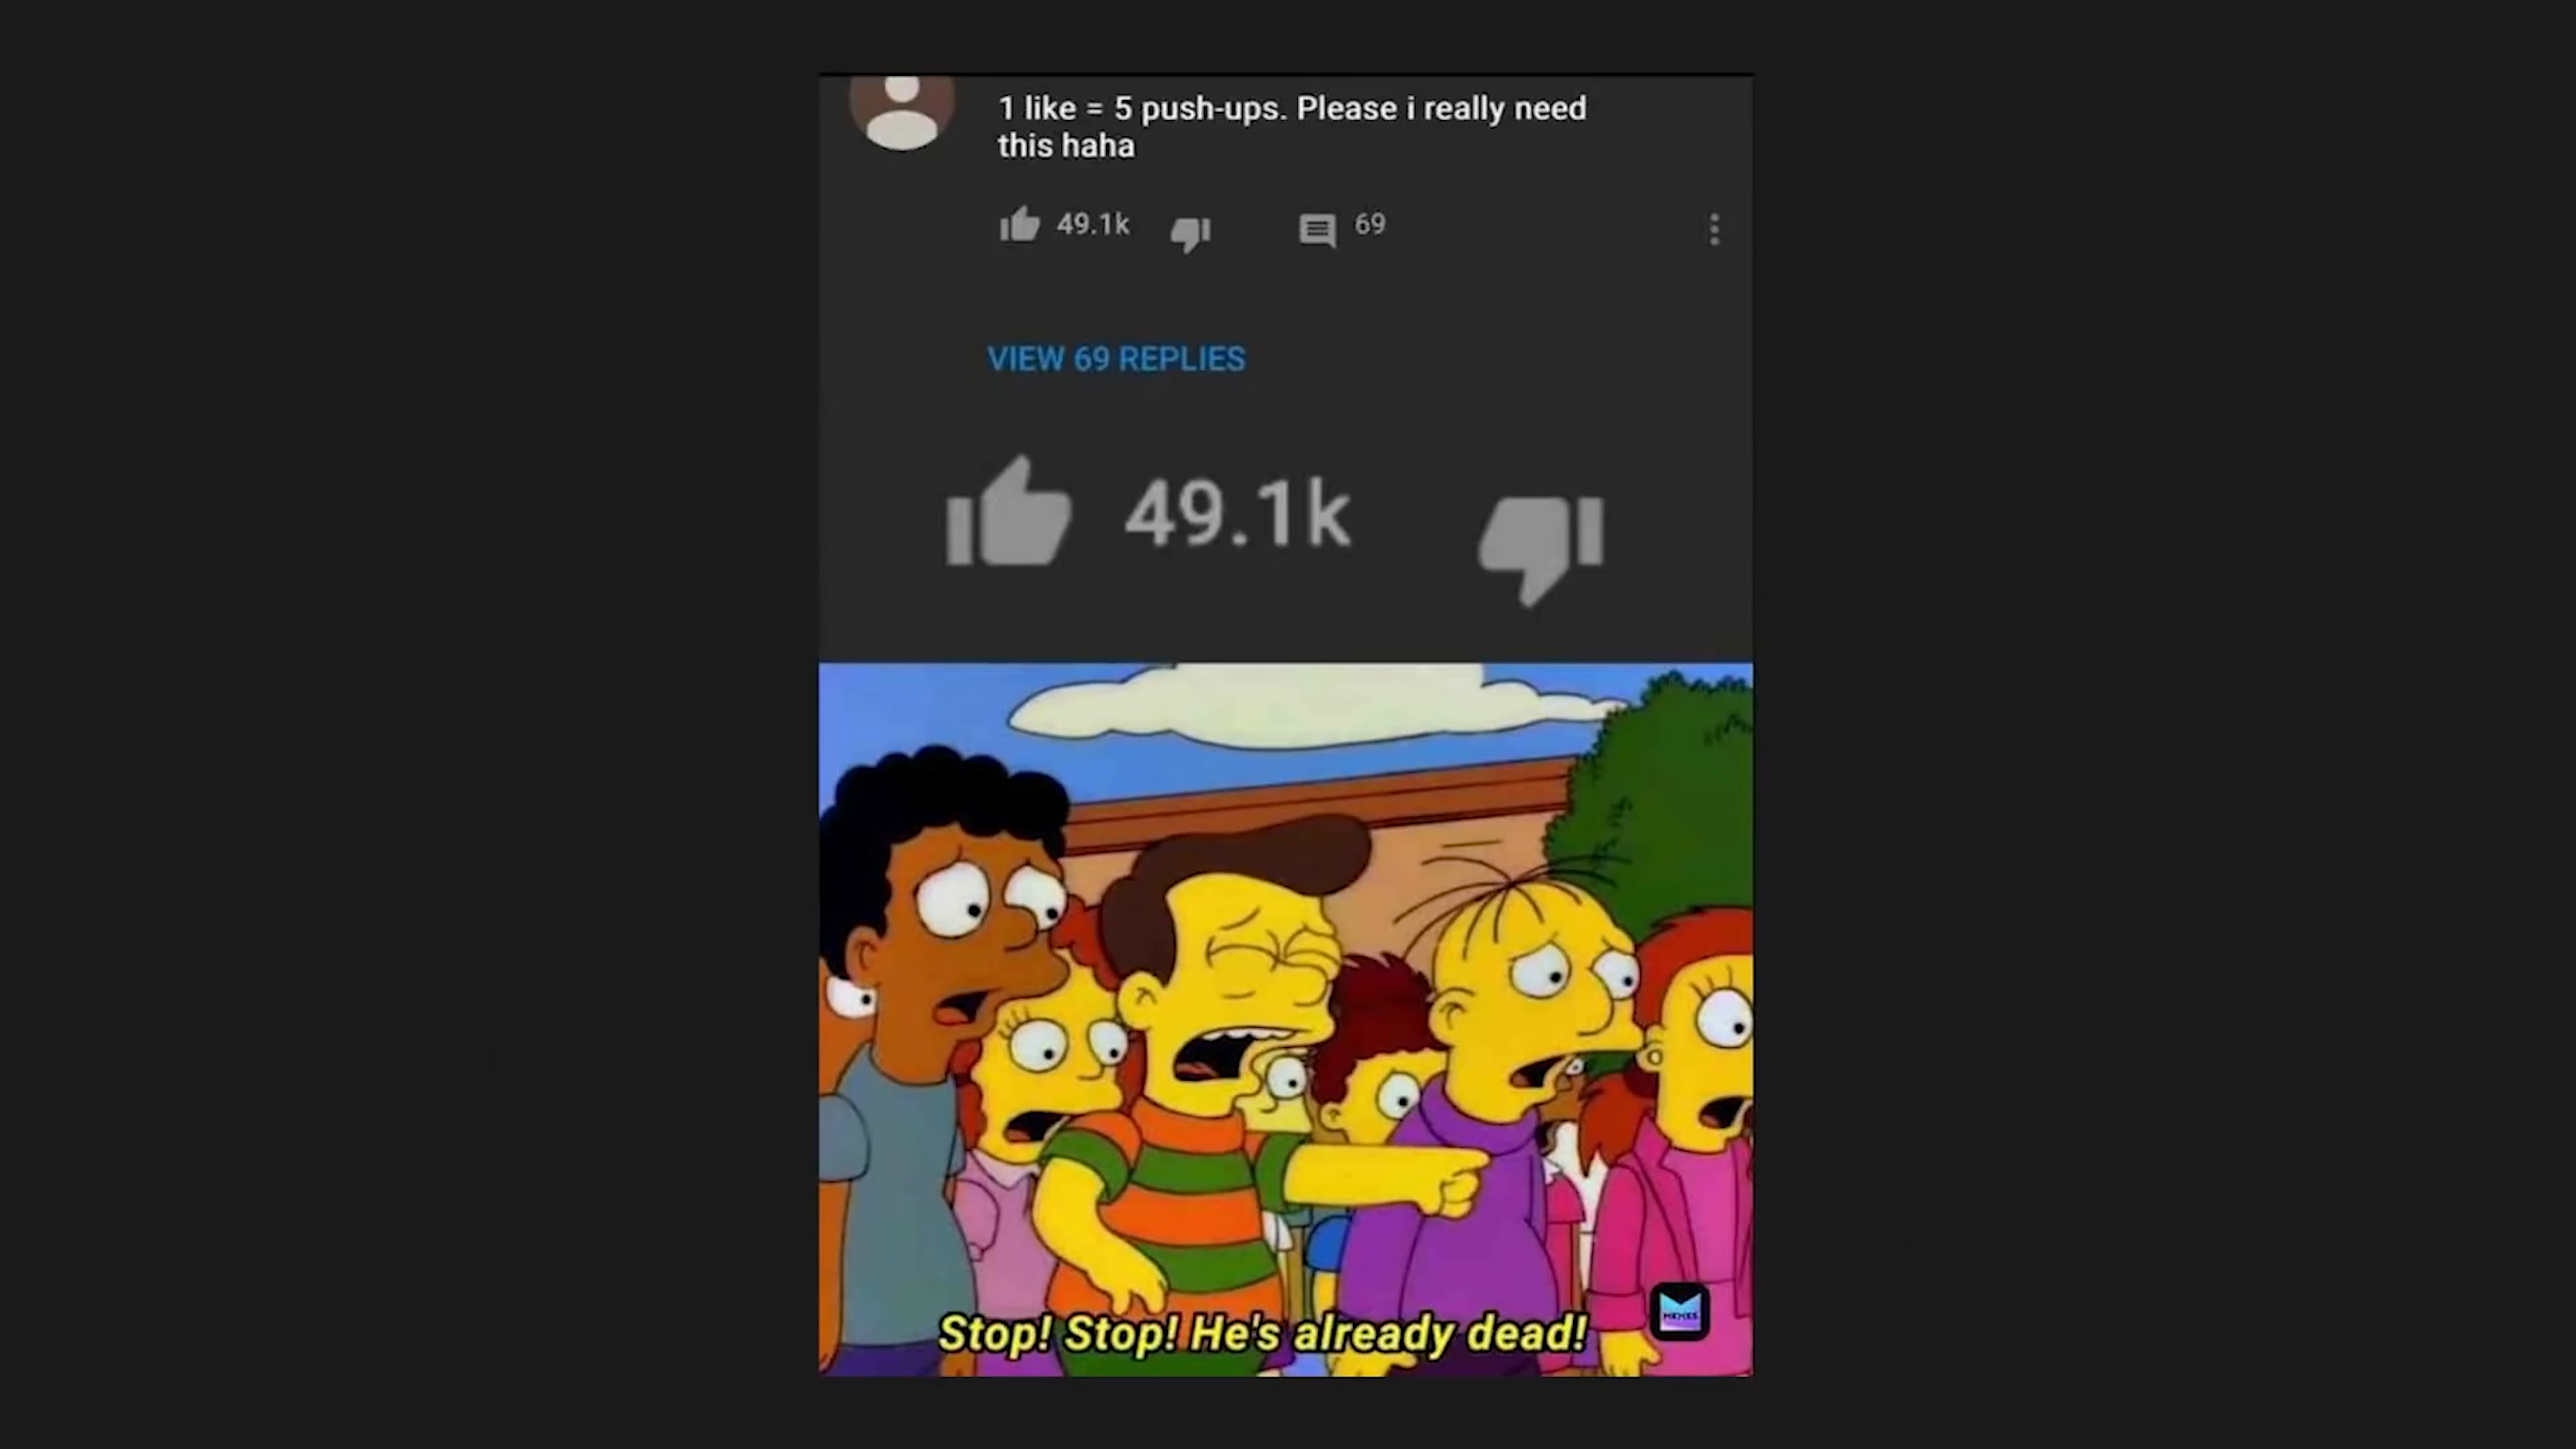 1 like = 5 push-ups. Please i really need
this haha
49.1k
69
VIEW 69 REPLIES
49.1k
Stop! Stop! He's already dead!
MEMES